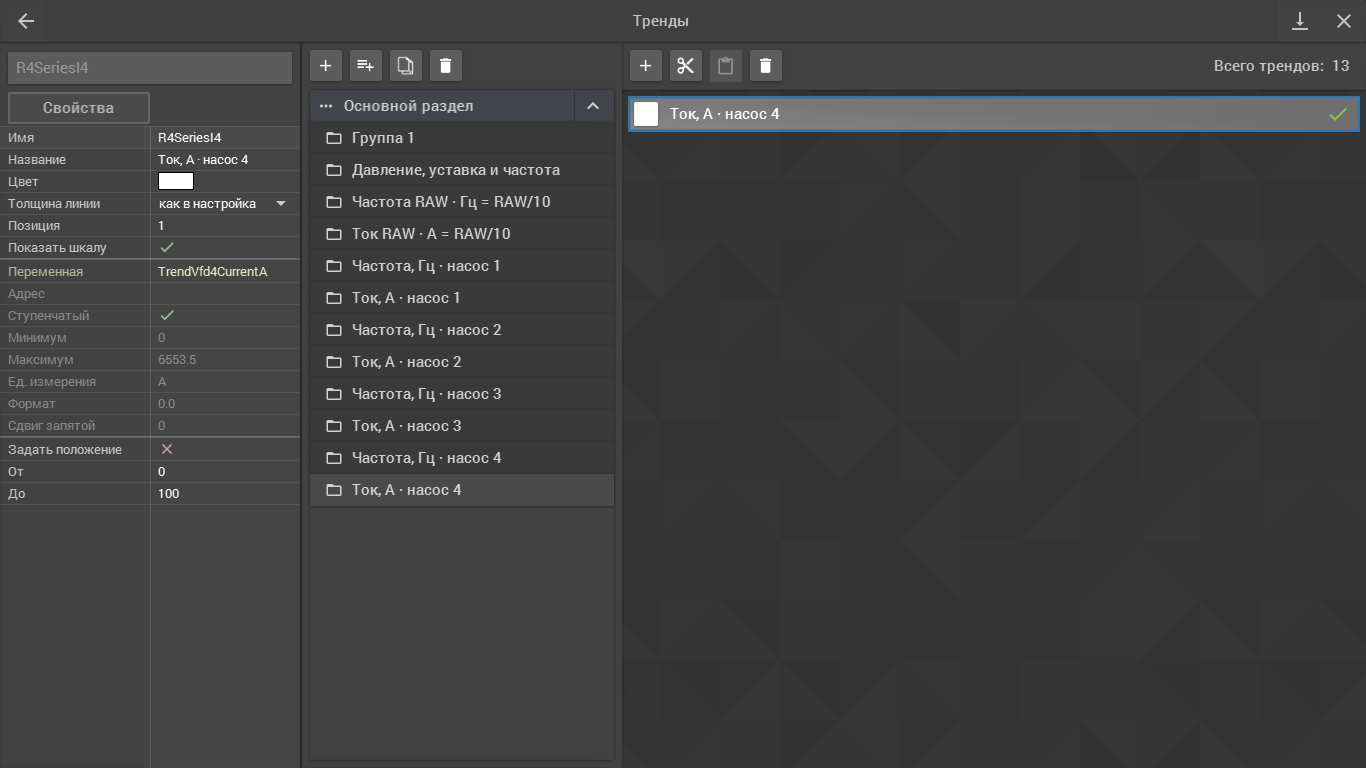 Тренды
R4SeriesI4
Свойства
Имя R4SeriesI4
Название Ток, А · насос 4
Цвет
Толщина линии как в настройка
Позиция 1
Показать шкалу
Переменная TrendVfd4CurrentA
Адрес
Ступенчатый
Минимум 0
Максимум 6553.5
Ед. измерения А
Формат 0.0
Сдвиг запятой 0
Задать положение
От 0
До 100
Основной раздел
Группа 1
Давление, уставка и частота
Частота RAW · Гц = RAW/10
Ток RAW · А = RAW/10
Частота, Гц · насос 1
Ток, А · насос 1
Частота, Гц · насос 2
Ток, А · насос 2
Частота, Гц · насос 3
Ток, А · насос 3
Частота, Гц · насос 4
Ток, А · насос 4
Всего трендов: 13
Ток, А · насос 4